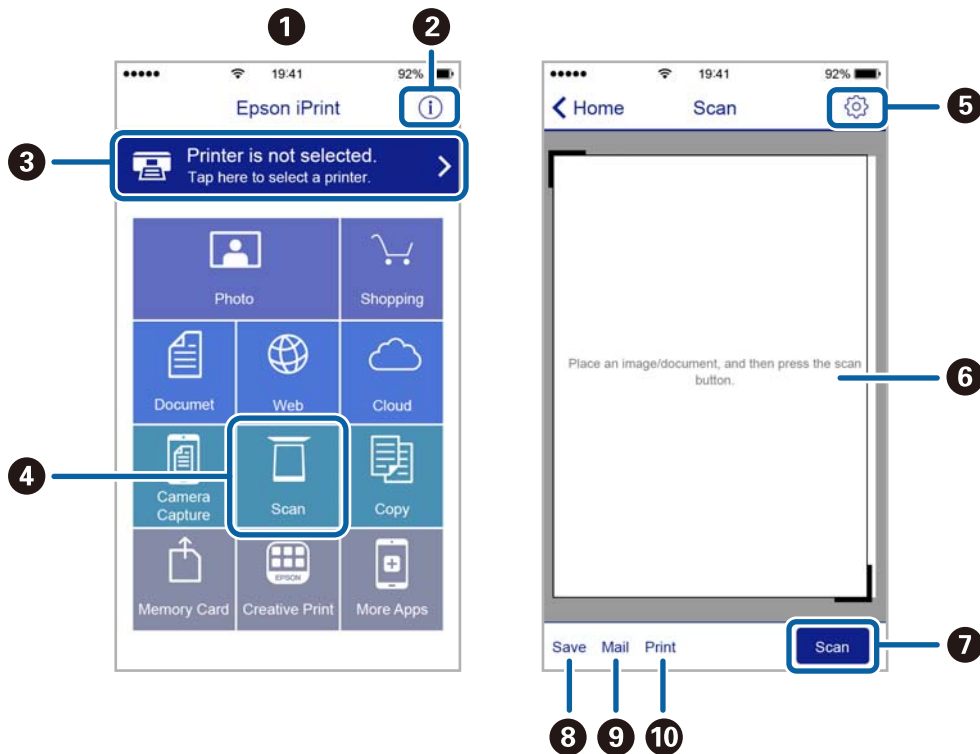 1
2
19:41
92%
Epson iPrint
i
3
Printer is not selected.
Tap here to select a printer.
Photo
Shopping
Documet
Web
Cloud
4
Camera
Capture
Scan
Copy
EPSON
Memory Card
Creative Print
More Apps
19:41
92%
Home
Scan
5
Place an image/document, and then press the scan
button.
6
Save Mail Print
Scan
7
8
9
10